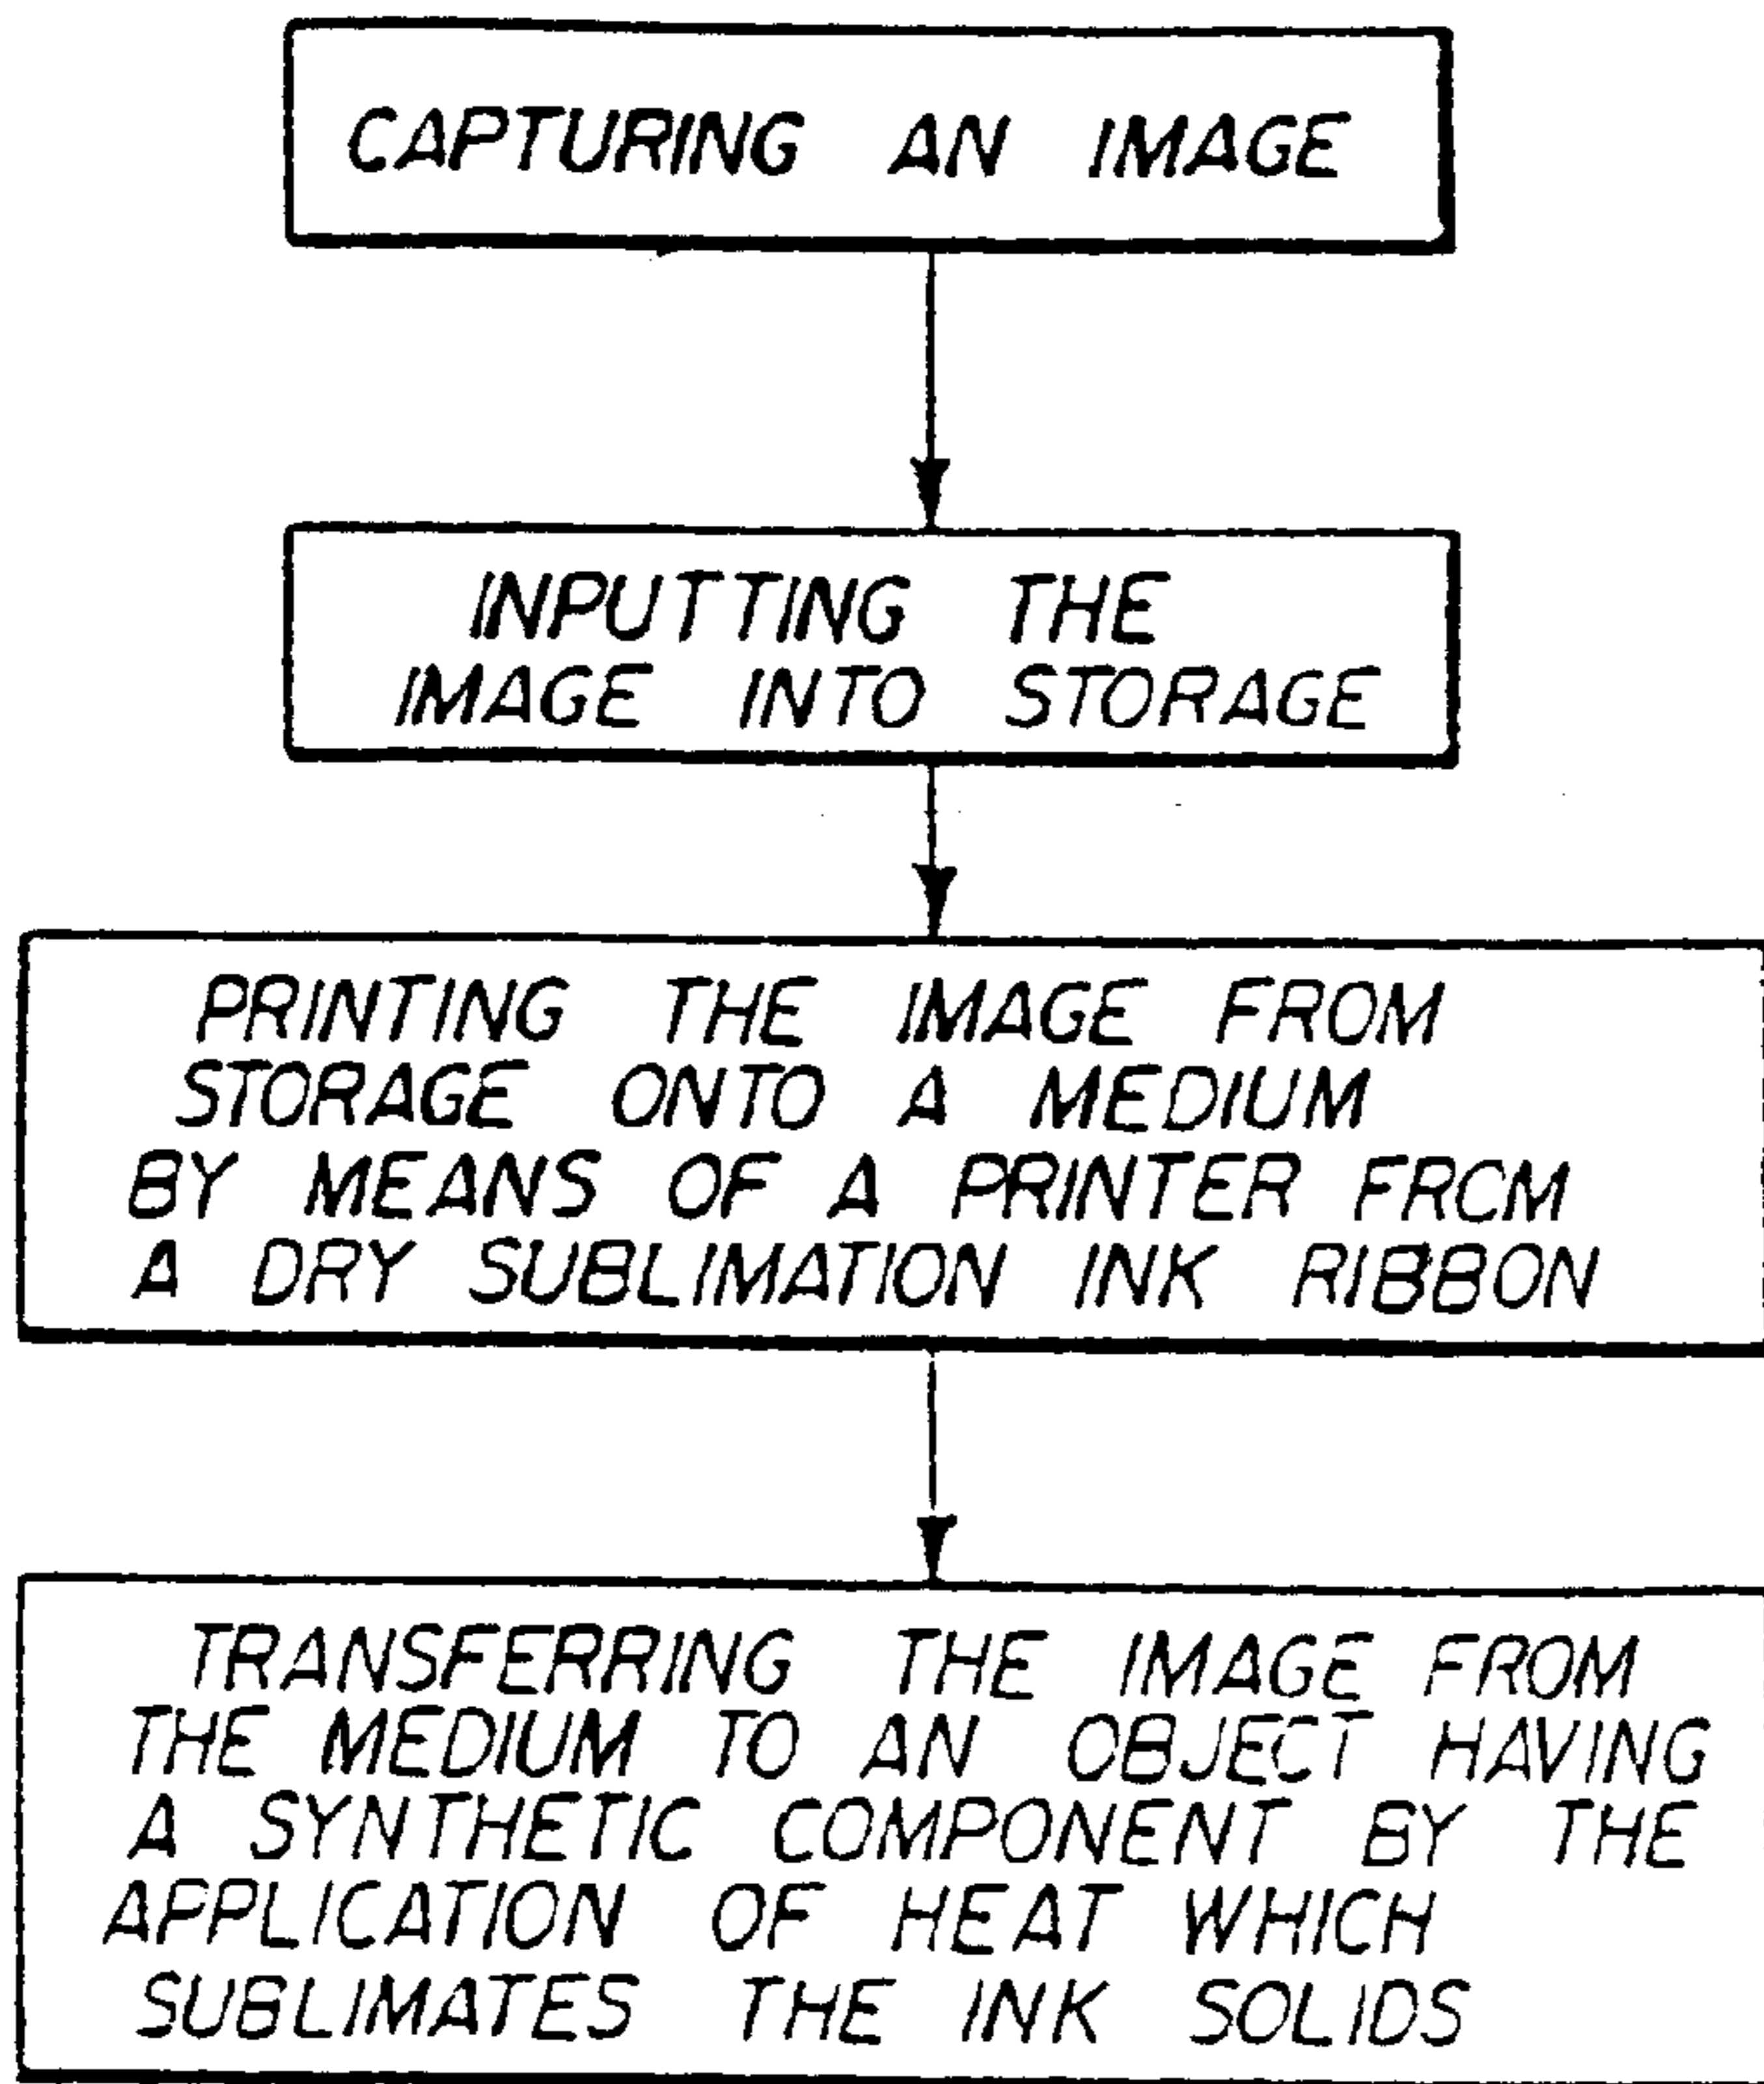 CAPTURING AN IMAGE
INPUTTING THE
IMAGE INTO STORAGE
PRINTING THE IMAGE FROM
STORAGE ONTO A MEDIUM
BY MEANS OF A PRINTER FROM
A DRY SUBLIMATION INK RIBBON
TRANSFERRING THE IMAGE FROM
THE MEDIUM TO AN OBJECT HAVING
A SYNTHETIC COMPONENT BY THE
APPLICATION OF HEAT WHICH
SUBLIMATES THE INK SOLIDS